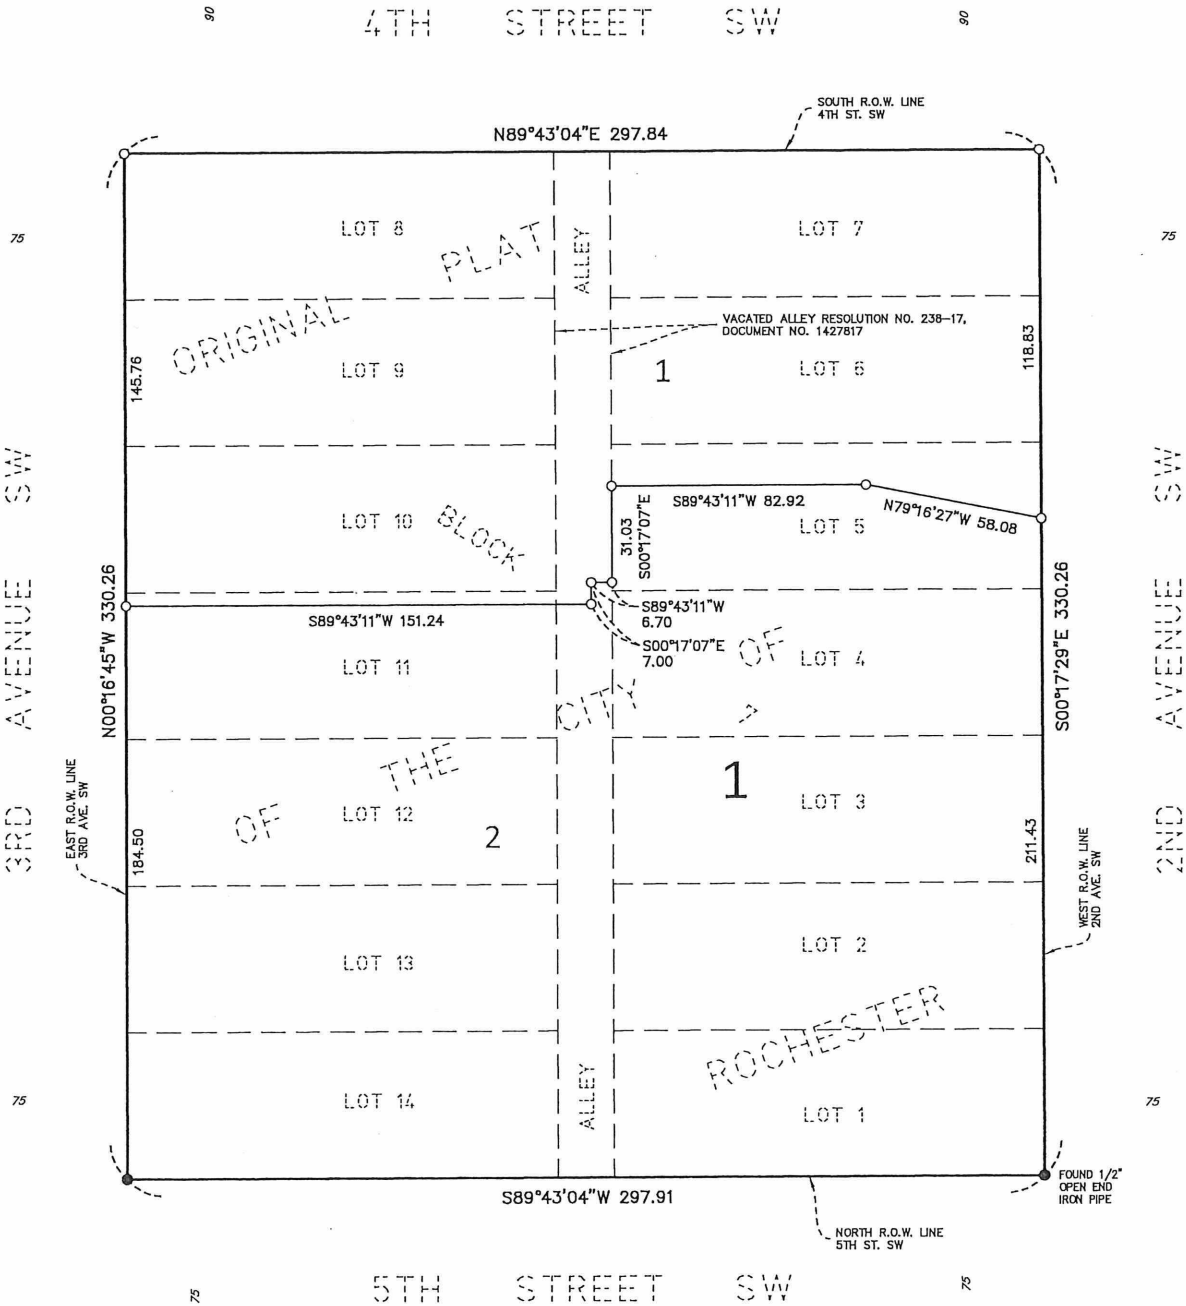 90
4TH STREET SW
90
SOUTH R.O.W. LINE
4TH ST. SW
N89°43'04"E 297.84
75
LOT 8
ORIGINAL PLAT
ALLEY
LOT 7
75
VACATED ALLEY RESOLUTION NO. 238-17,
DOCUMENT NO. 1427817
145.76
LOT 9
1
LOT 6
118.83
3RD AVENUE SW
2ND AVENUE SW
S89°43'11"W 82.92
N79°16'27"W 58.08
LOT 10
BLOCK
31.03
S00°17'07"E
LOT 5
N00°16'45"W 330.26
S00°17'29"E 330.26
S89°43'11"W 151.24
S89°43'11"W
6.70
S00°17'07"E
7.00
LOT 11
OF
LOT 4
OF THE CITY
7
1
EAST R.O.W. LINE
3RD AVE. SW
184.50
LOT 12
2
LOT 3
211.43
WEST R.O.W. LINE
2ND AVE. SW
LOT 13
LOT 2
ROCHESTER
75
LOT 14
ALLEY
LOT 1
75
FOUND 1/2"
OPEN END
IRON PIPE
S89°43'04"W 297.91
NORTH R.O.W. LINE
5TH ST. SW
75
5TH STREET SW
75